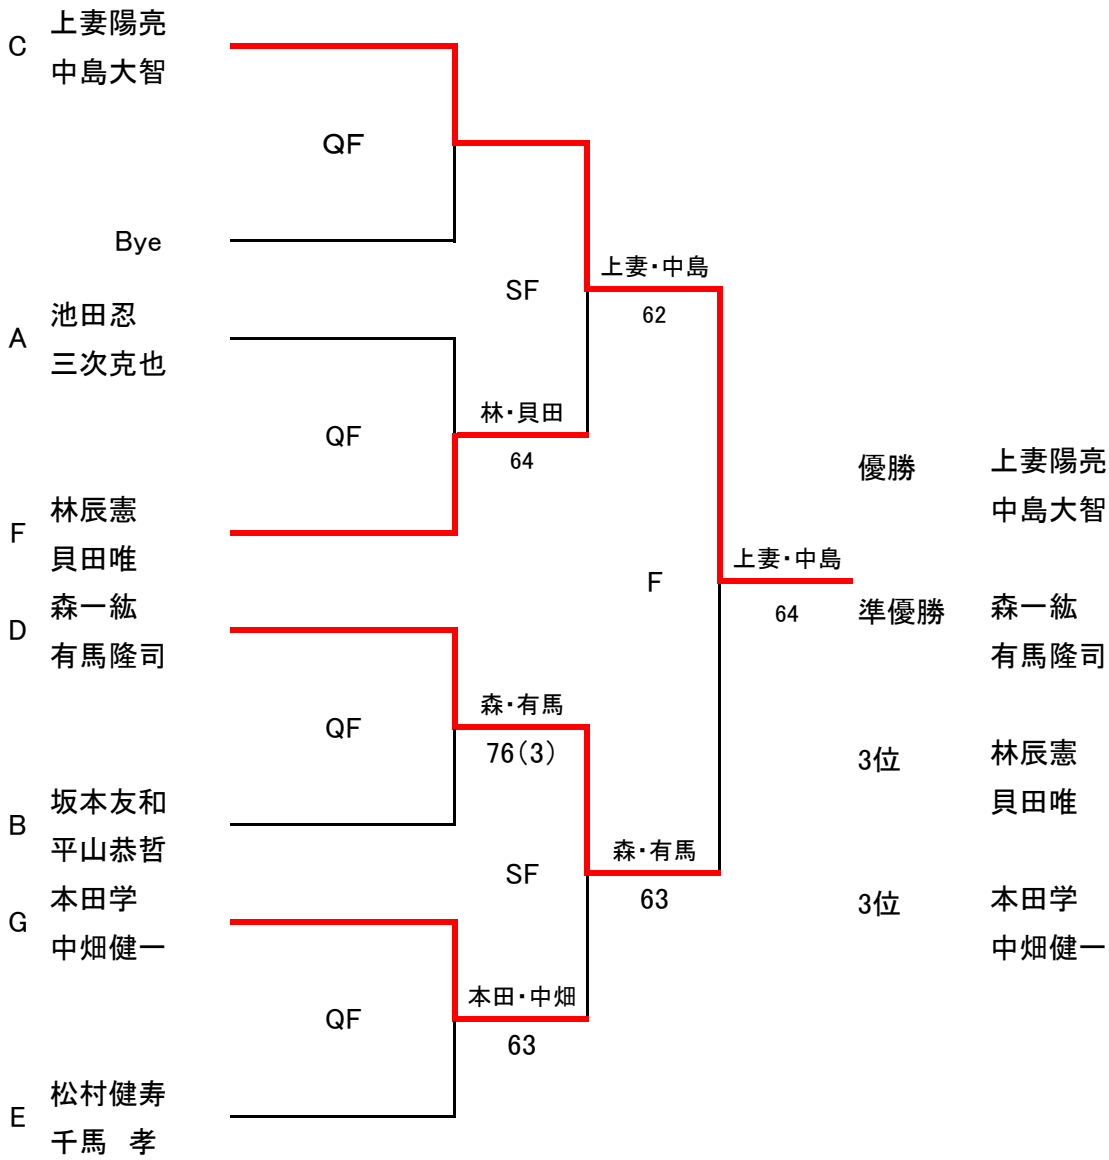 C
上妻陽亮
中島大智
QF
Bye
SF
上妻・中島
62
A
池田忍
三次克也
QF
林・貝田
64
F
林辰憲
貝田唯
優勝
上妻陽亮
中島大智
F
上妻・中島
64
準優勝
森一紘
有馬隆司
D
森一紘
有馬隆司
QF
森・有馬
76(3)
3位
林辰憲
貝田唯
B
坂本友和
平山恭哲
SF
森・有馬
63
3位
本田学
中畑健一
G
本田学
中畑健一
QF
本田・中畑
63
E
松村健寿
千馬　孝